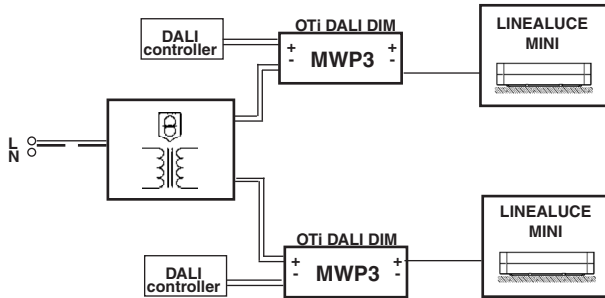 DALI
controller
OTi DALI DIM
+ +
- -
MWP3
LINEALUCE
MINI
L
N
OTi DALI DIM
+ +
- -
MWP3
DALI
controller
LINEALUCE
MINI